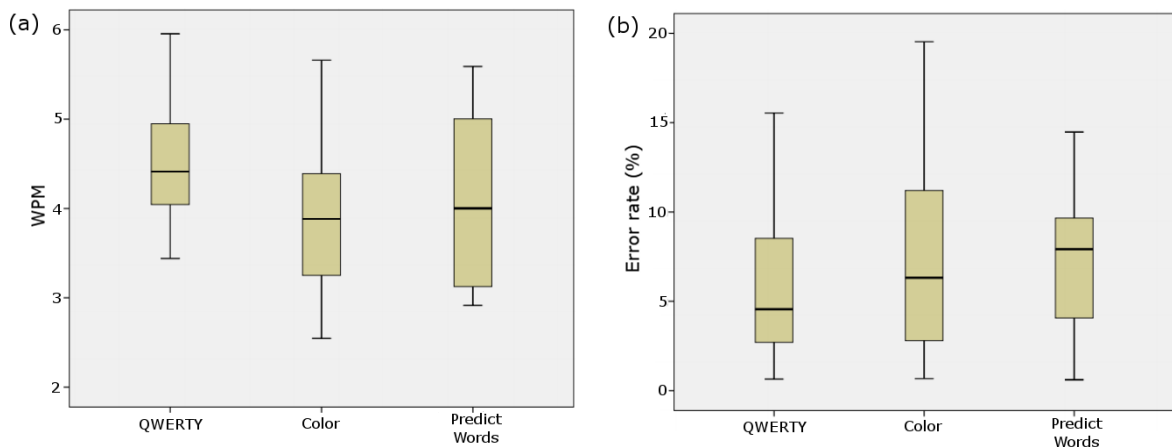 (a)
WPM
6
5
4
3
2
QWERTY
Color
Predict
Words
(b)
Error rate (%)
20
15
10
5
0
QWERTY
Color
Predict
Words